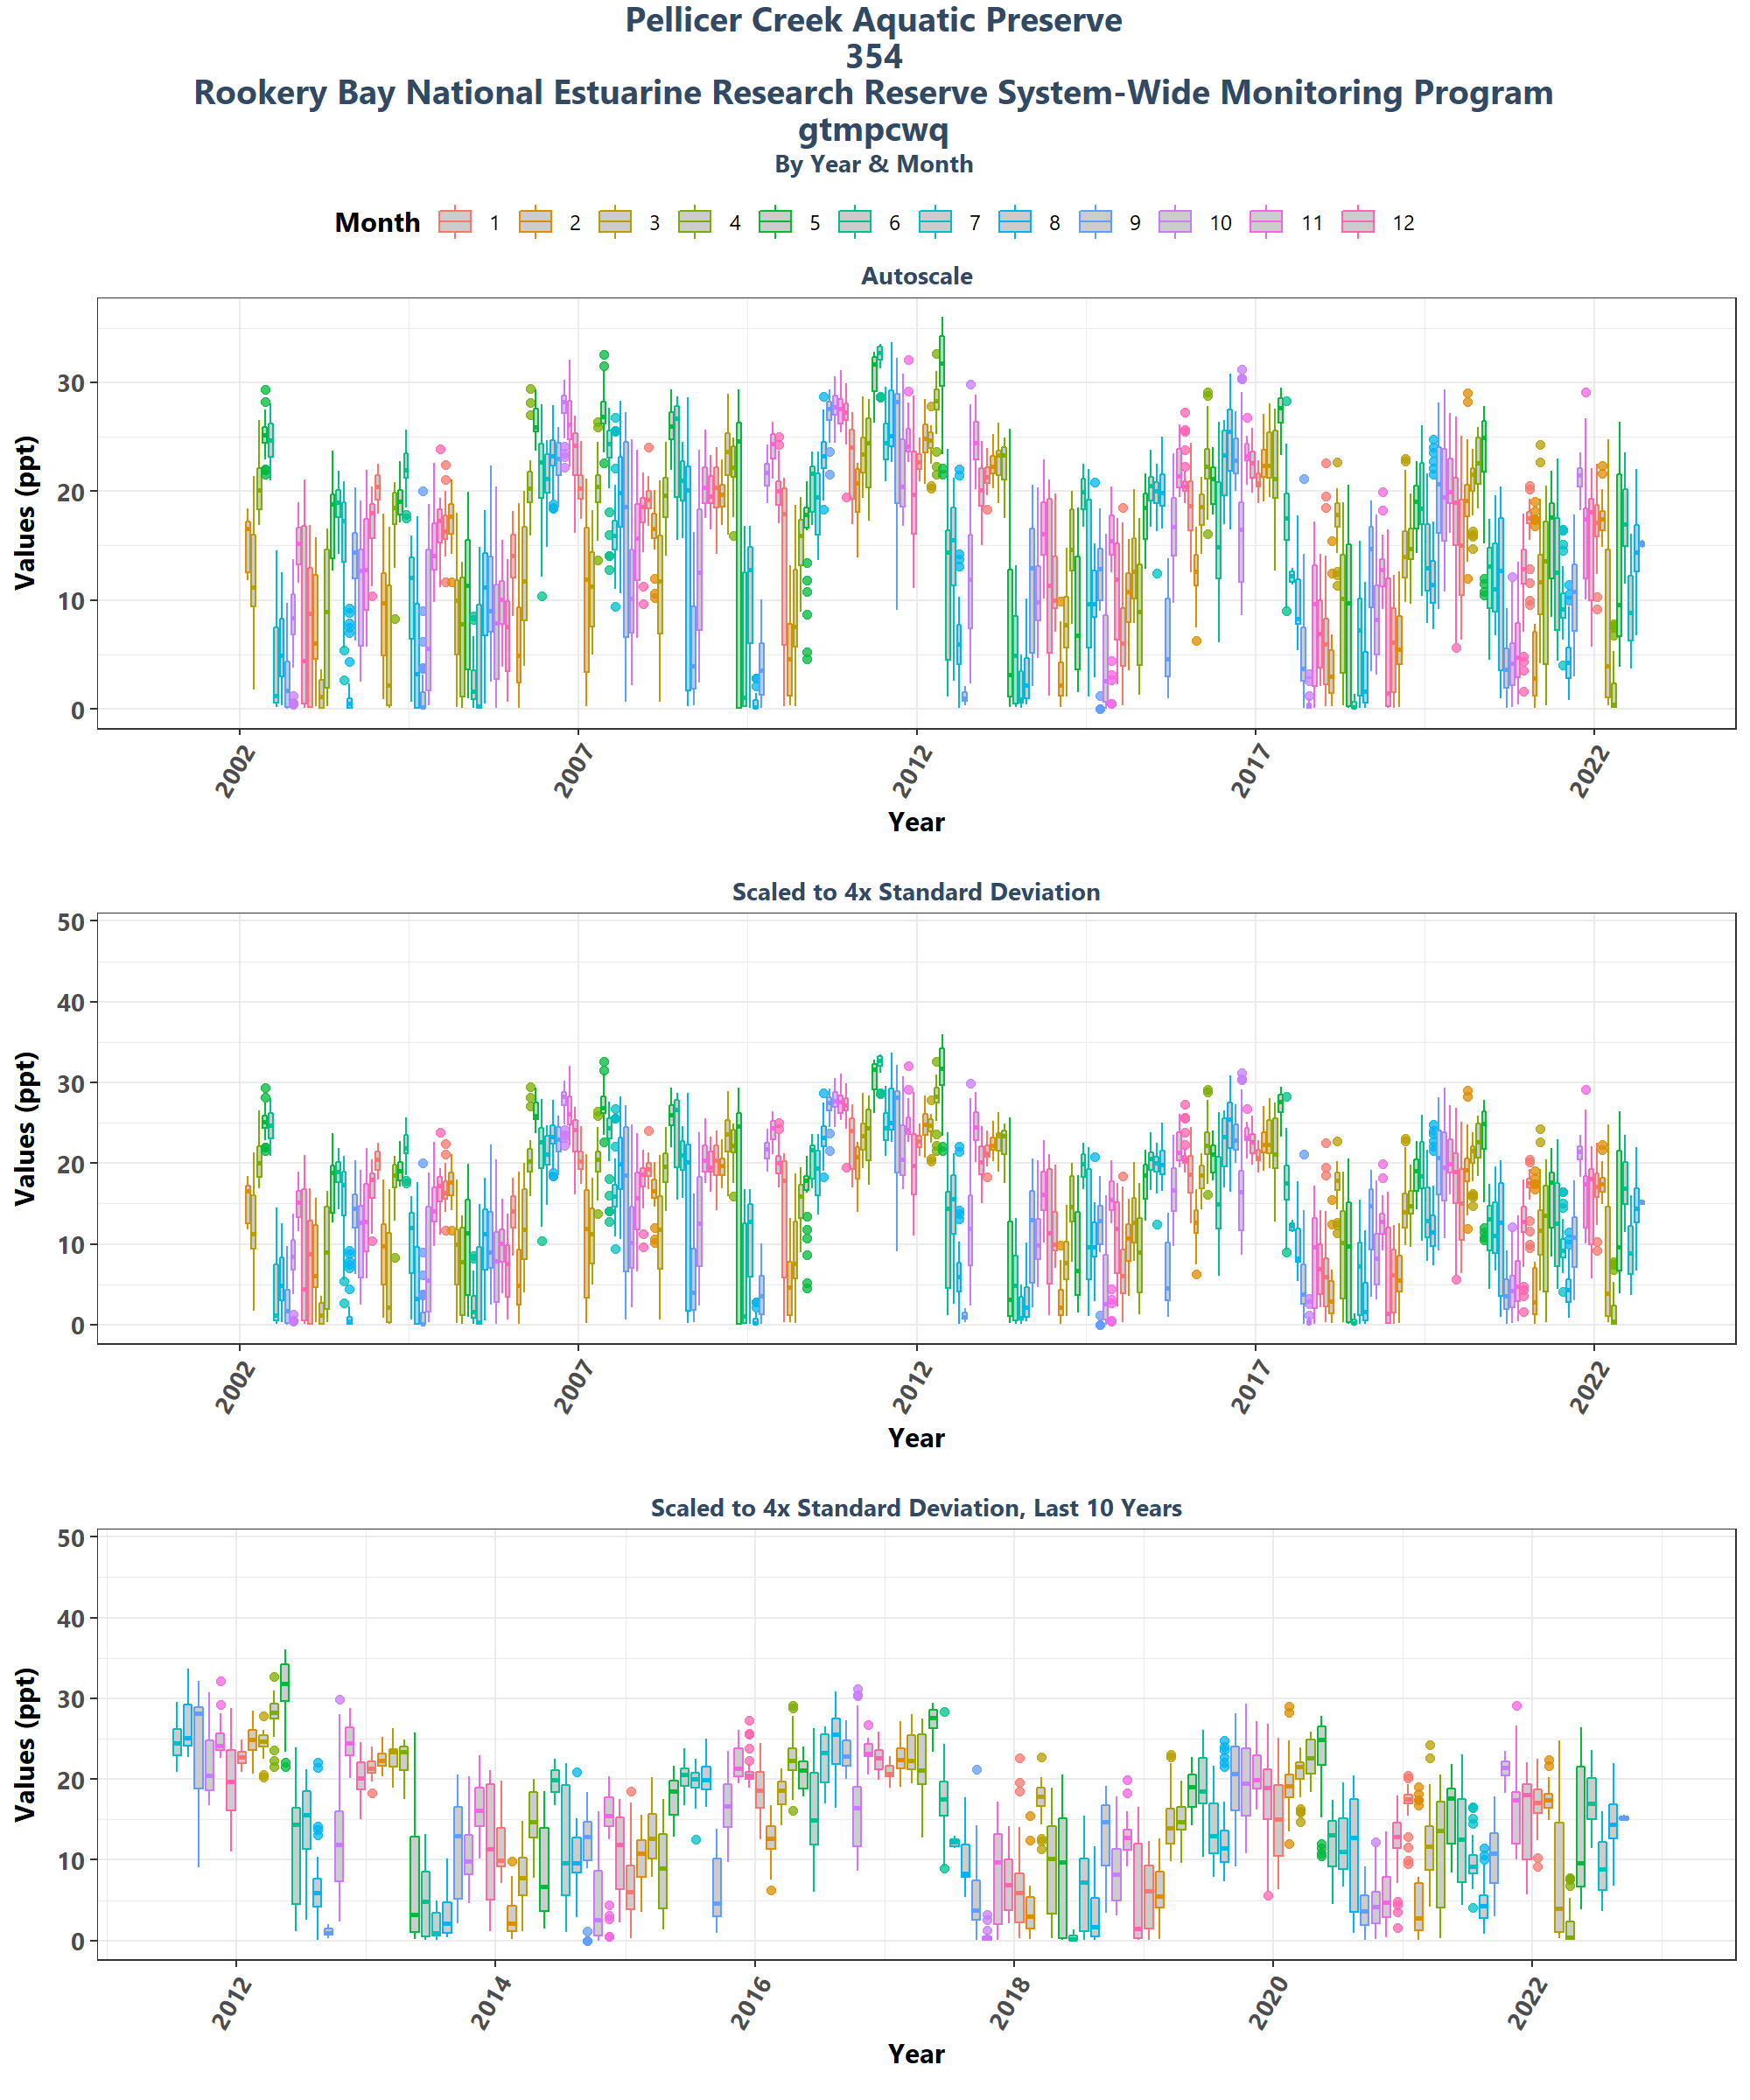 Pellicer Creek Aquatic Preserve
354
Rookery Bay National Estuarine Research Reserve System-Wide Monitoring Program
gtmpcwq
By Year & Month
Month 1 2 3 4 5 6 7 8 9 10 11 12
Autoscale
Values (ppt)
30
20
10
0
2002 2007 2012 2017 2022
Year
Scaled to 4x Standard Deviation
Values (ppt)
50
40
30
20
10
0
2002 2007 2012 2017 2022
Year
Scaled to 4x Standard Deviation, Last 10 Years
Values (ppt)
50
40
30
20
10
0
2012 2014 2016 2018 2020 2022
Year